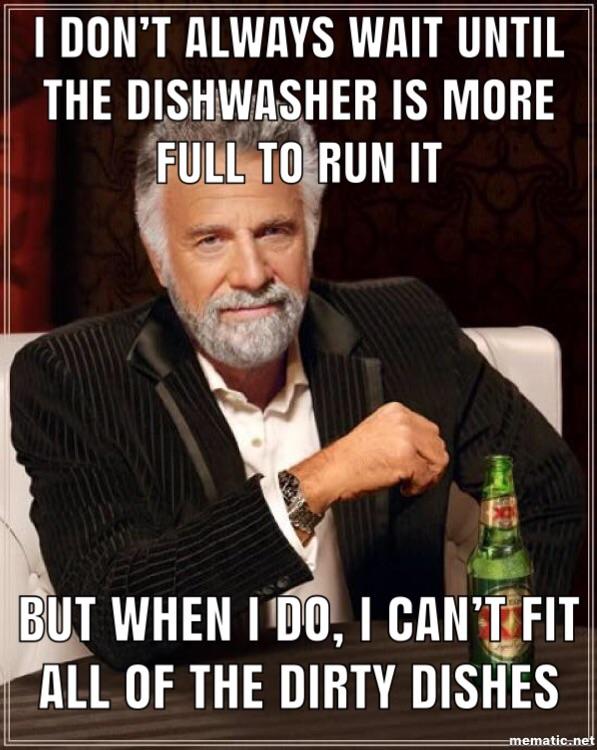 I DON'T ALWAYS WAIT UNTIL
THE DISHWASHER IS MORE
FULL TO RUN IT
XX
BUT WHEN I DO, I CAN'T FIT
ALL OF THE DIRTY DISHES
mematic.net